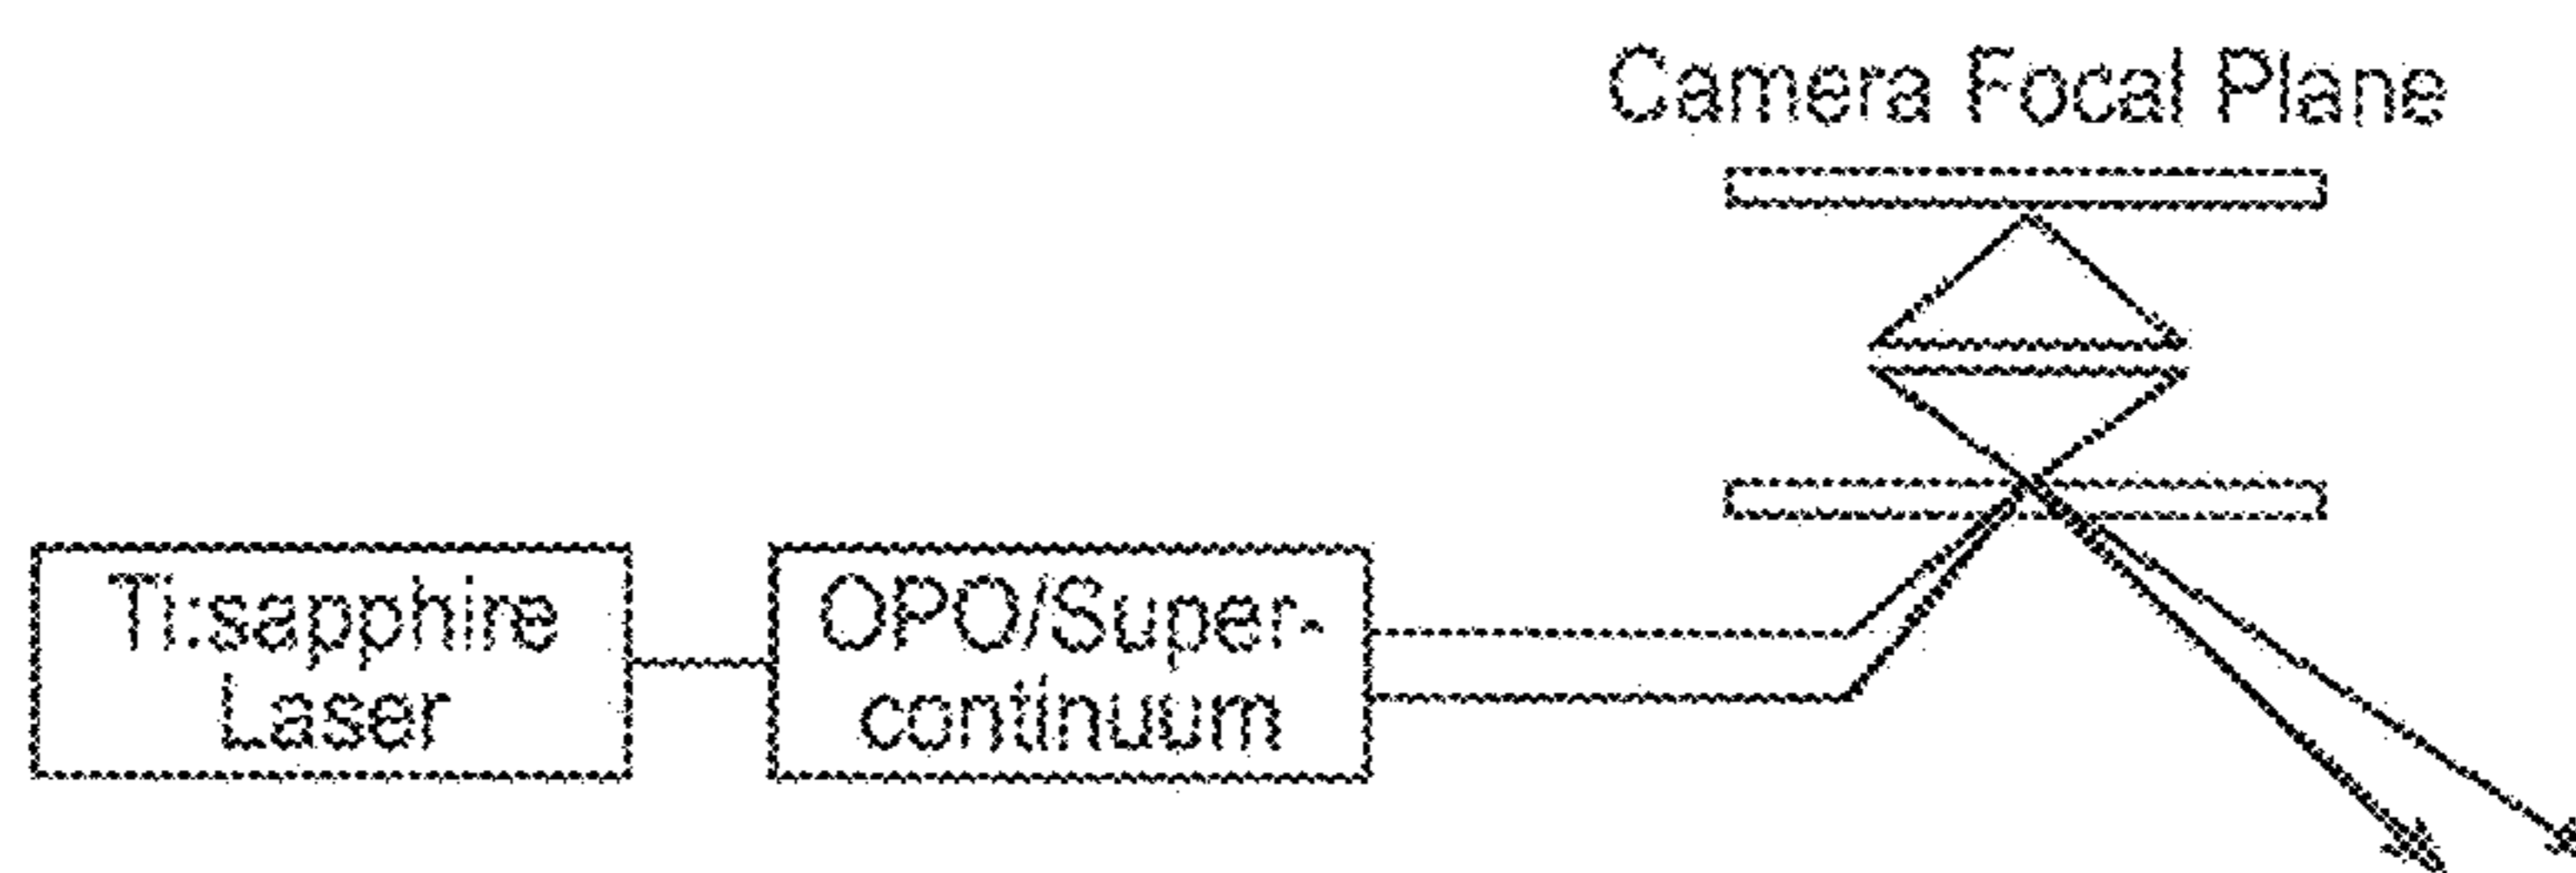 Camera Focal Plane
Ti:sapphire
Laser
OPO/Super-
continuum